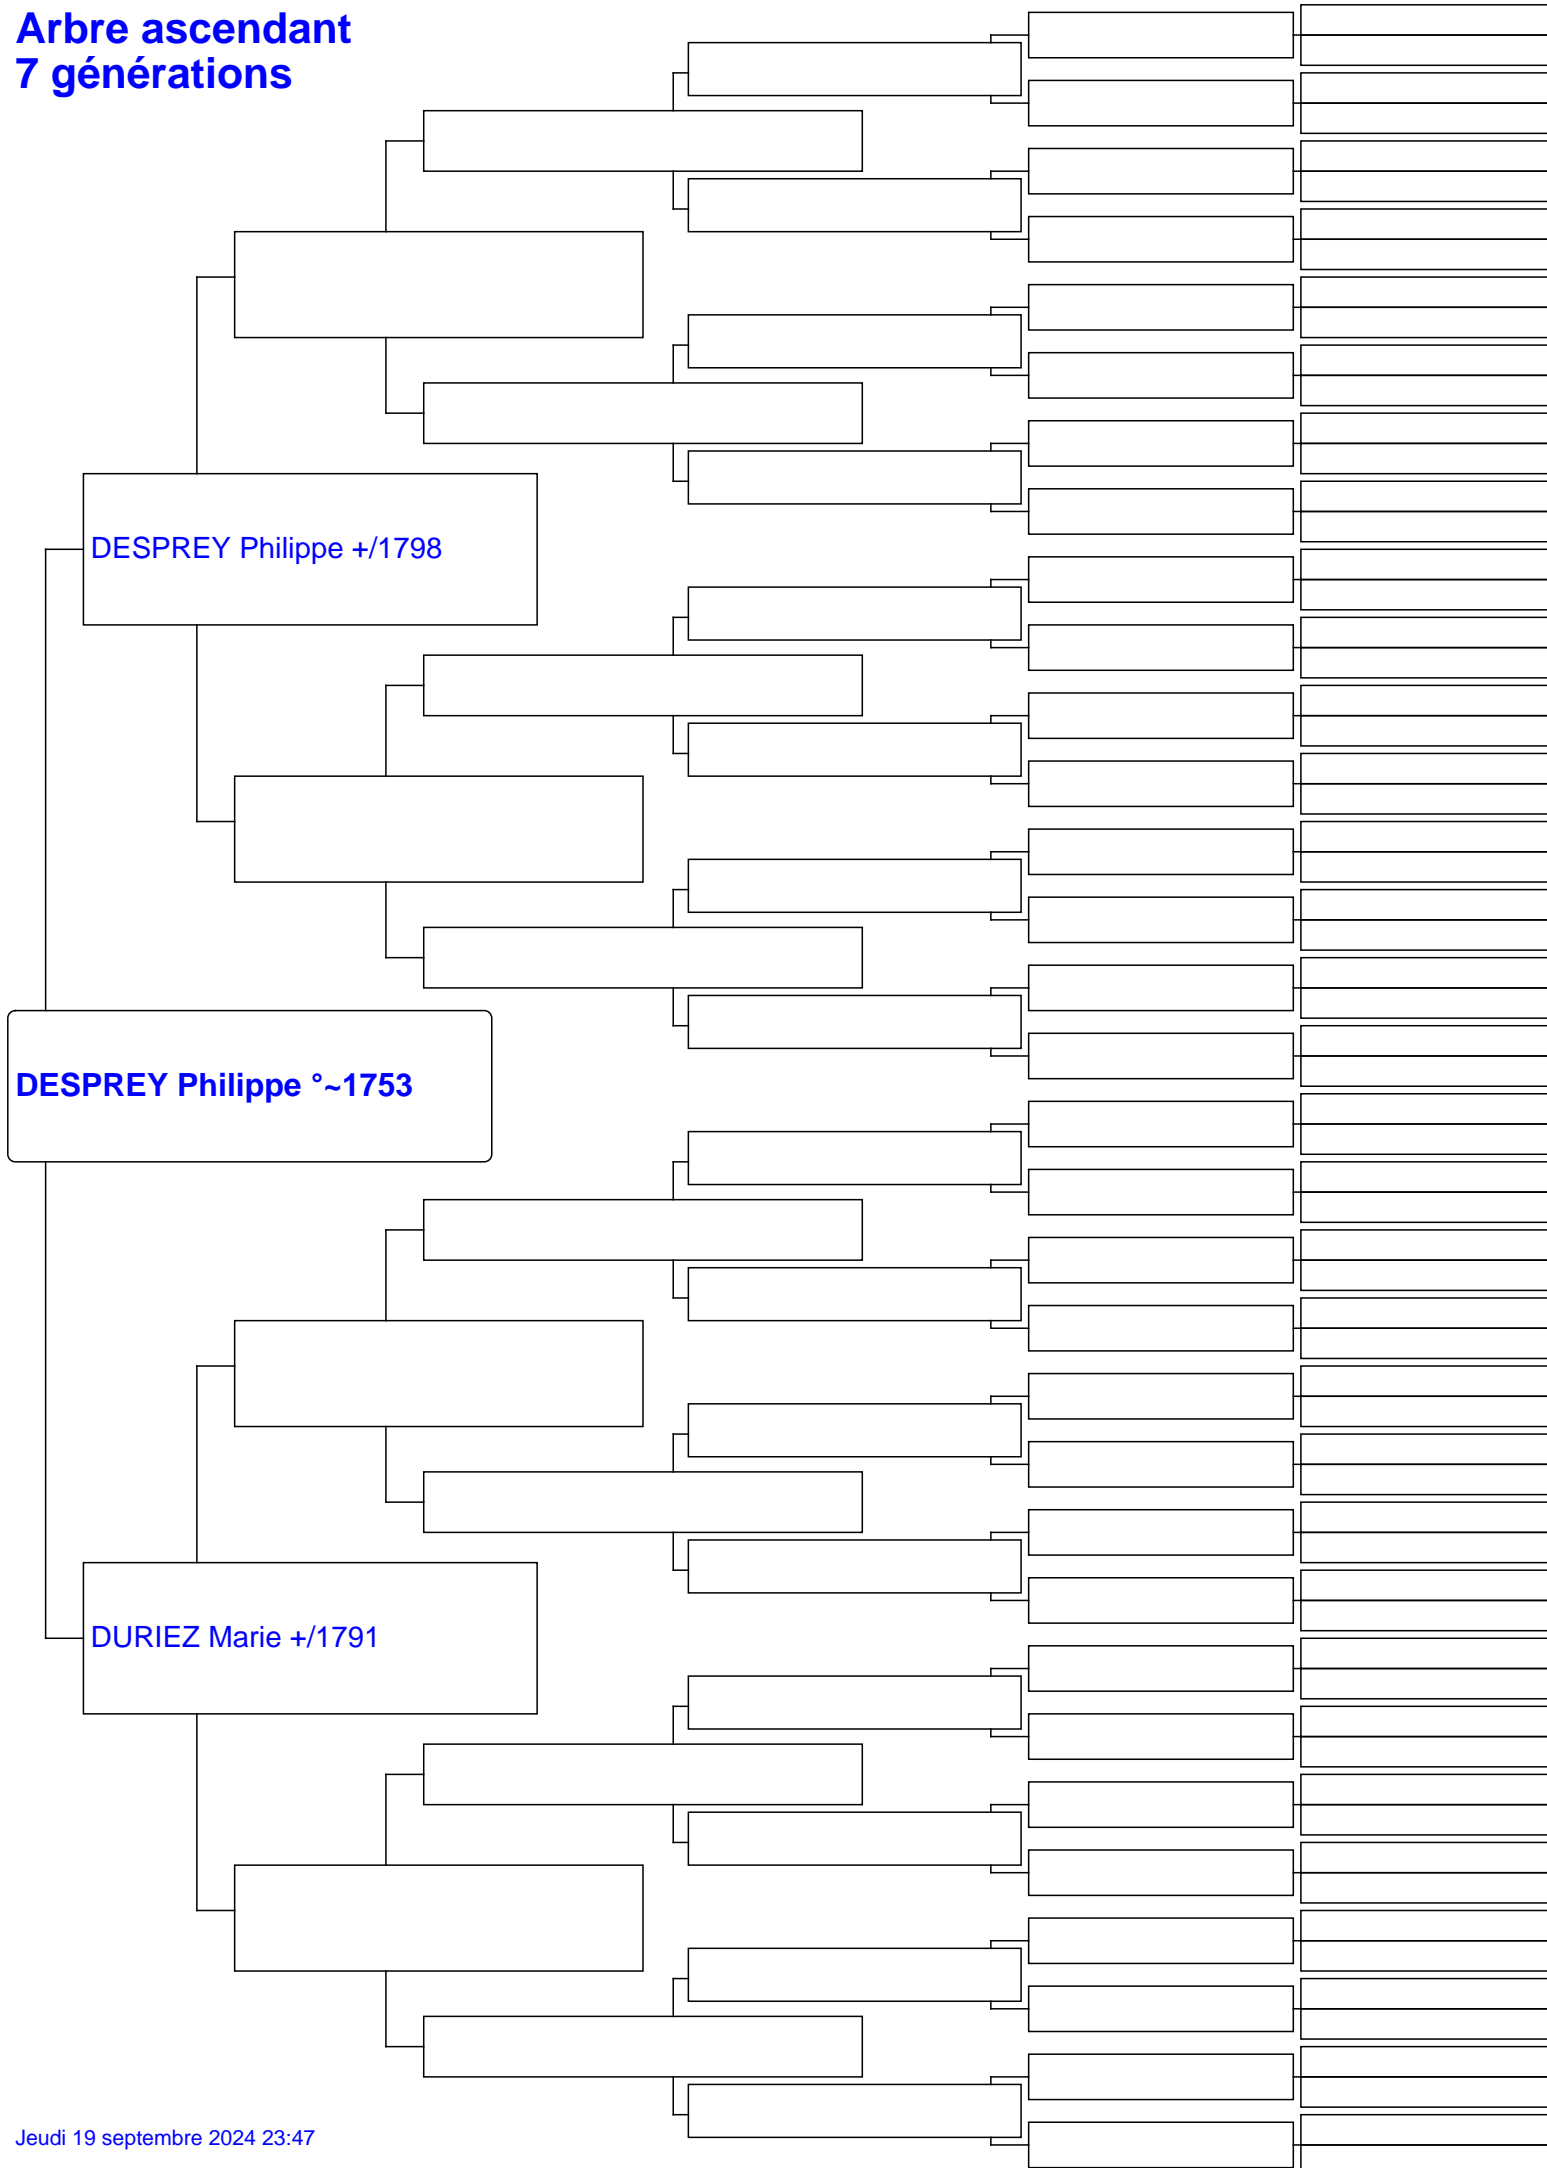 Arbre ascendant
7 générations
DESPREY Philippe +/1798
DESPREY Philippe °~1753
DURIEZ Marie +/1791
Jeudi 19 septembre 2024 23:47